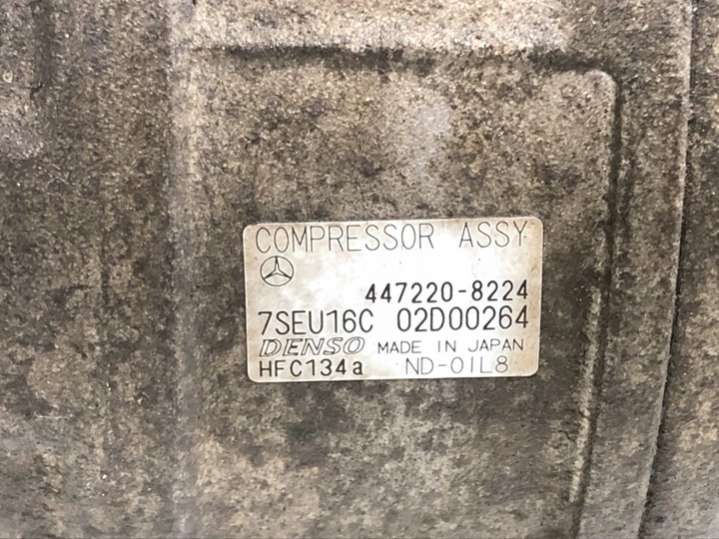 COMPRESSOR ASSY
447220-8224
7SEU16C 02D00264
DENSO MADE IN JAPAN
HFC134a ND-OIL8